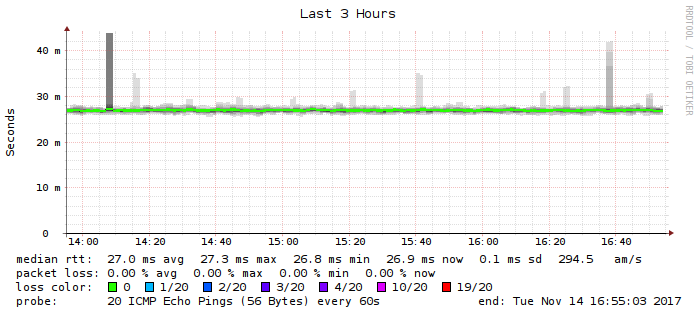 Last 3 Hours
RRDTOOL / TOBI OETIKER
Seconds
40 m
30 m
20 m
10 m
0
14:00 14:20 14:40 15:00 15:20 15:40 16:00 16:20 16:40
median rtt: 27.0 ms avg 27.3 ms max 26.8 ms min 26.9 ms now 0.1 ms sd 294.5 am/s
packet loss: 0.00 % avg 0.00 % max 0.00 % min 0.00 % now
loss color: 0 1/20 2/20 3/20 4/20 10/20 19/20
probe: 20 ICMP Echo Pings (56 Bytes) every 60s end: Tue Nov 14 16:55:03 2017